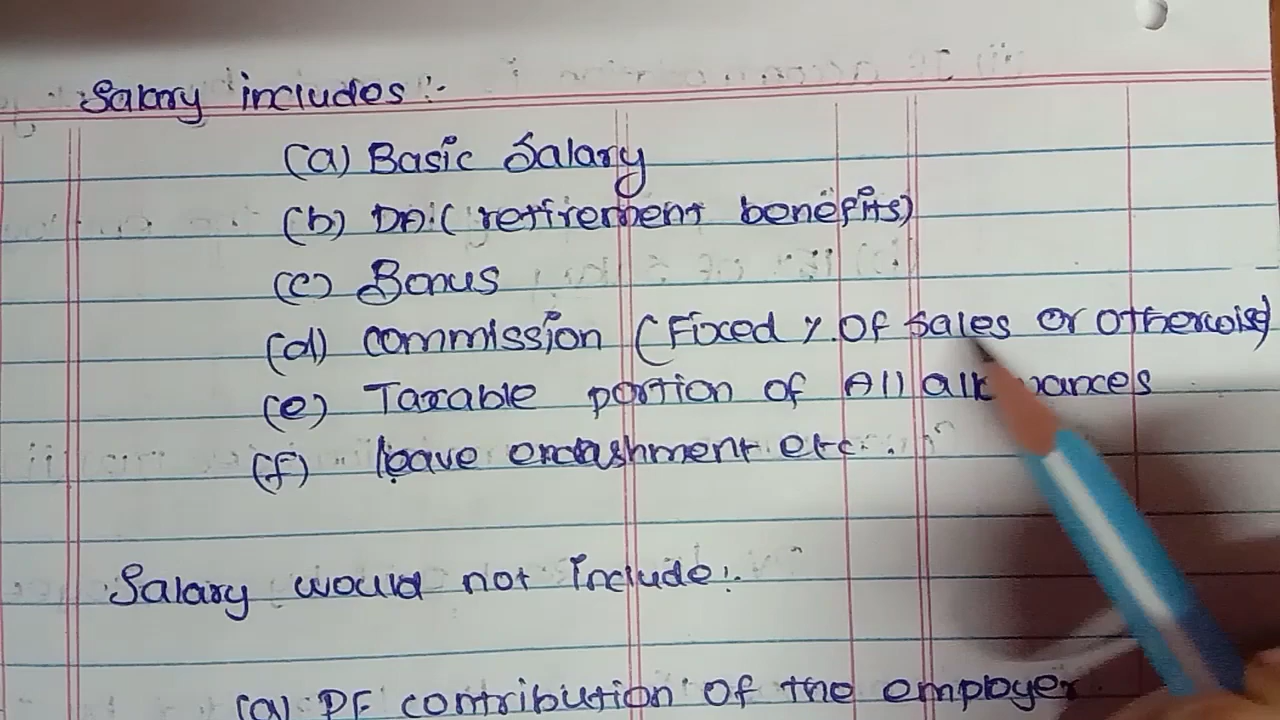 Salary includes :-
(a) Basic Salary
(b) DA (retirement benefits)
(c) Bonus
(d) commission (Fixed % of sales or otherwise)
(e) Taxable portion of All
(f) leave encashment etc..
Salary would not include :-
(a) PF contribution of the employer